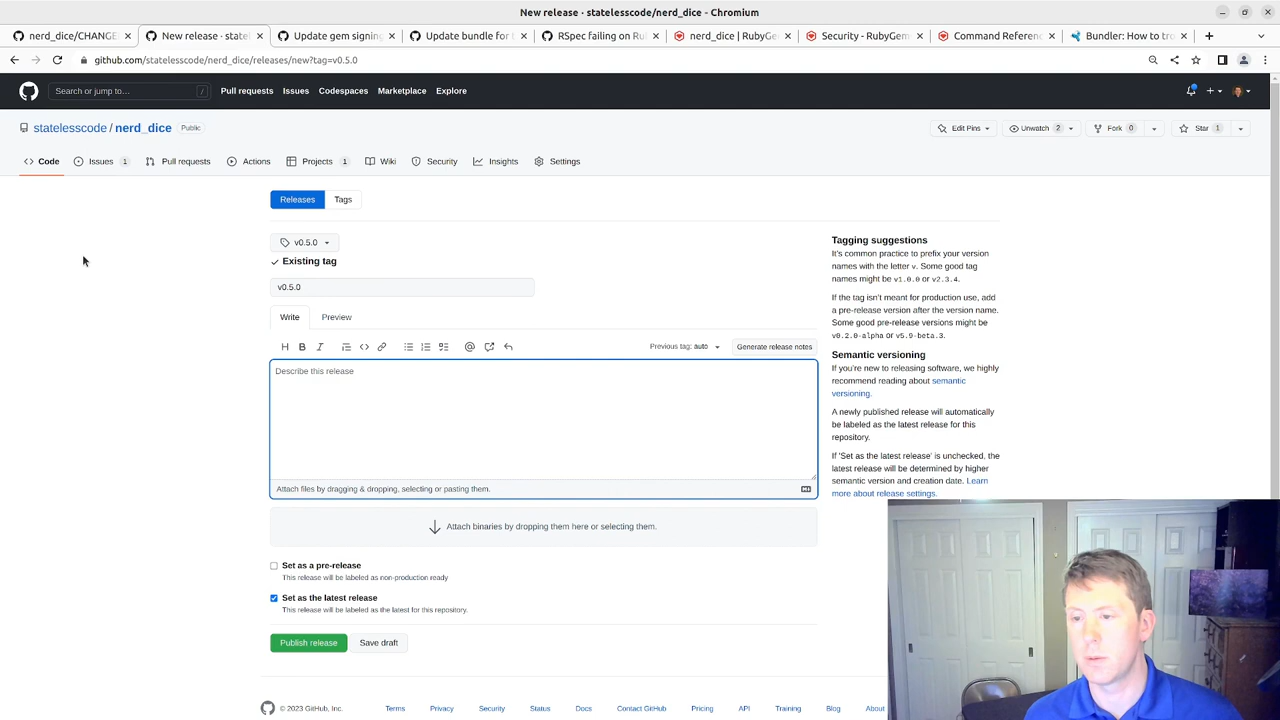 New release · statelesscode/nerd_dice - Chromium
nerd_dice/CHANGE
New release · state
Update gem signing
Update bundle for
RSpec failing on Ru
nerd_dice | RubyGe
Security - RubyGem
Command Referenc
Bundler: How to tro
github.com/statelesscode/nerd_dice/releases/new?tag=v0.5.0
Search or jump to… /
Pull requests Issues Codespaces Marketplace Explore
statelesscode / nerd_dice Public
Edit Pins Unwatch 2 Fork 0 Star 1
Code Issues 1 Pull requests Actions Projects 1 Wiki Security Insights Settings
Releases Tags
v0.5.0
Existing tag
v0.5.0
Write Preview
Previous tag: auto Generate release notes
Describe this release
Attach files by dragging & dropping, selecting or pasting them.
Attach binaries by dropping them here or selecting them.
Set as a pre-release
This release will be labeled as non-production ready
Set as the latest release
This release will be labeled as the latest for this repository.
Publish release Save draft
Tagging suggestions
It's common practice to prefix your version
names with the letter v. Some good tag
names might be v1.0.0 or v2.3.4.
If the tag isn't meant for production use, add
a pre-release version after the version name.
Some good pre-release versions might be
v0.2.0-alpha or v5.9-beta.3.
Semantic versioning
If you're new to releasing software, we highly
recommend reading about semantic
versioning.
A newly published release will automatically
be labeled as the latest release for this
repository.
If 'Set as the latest release' is unchecked, the
latest release will be determined by higher
semantic version and creation date. Learn
more about release settings.
© 2023 GitHub, Inc. Terms Privacy Security Status Docs Contact GitHub Pricing API Training Blog About